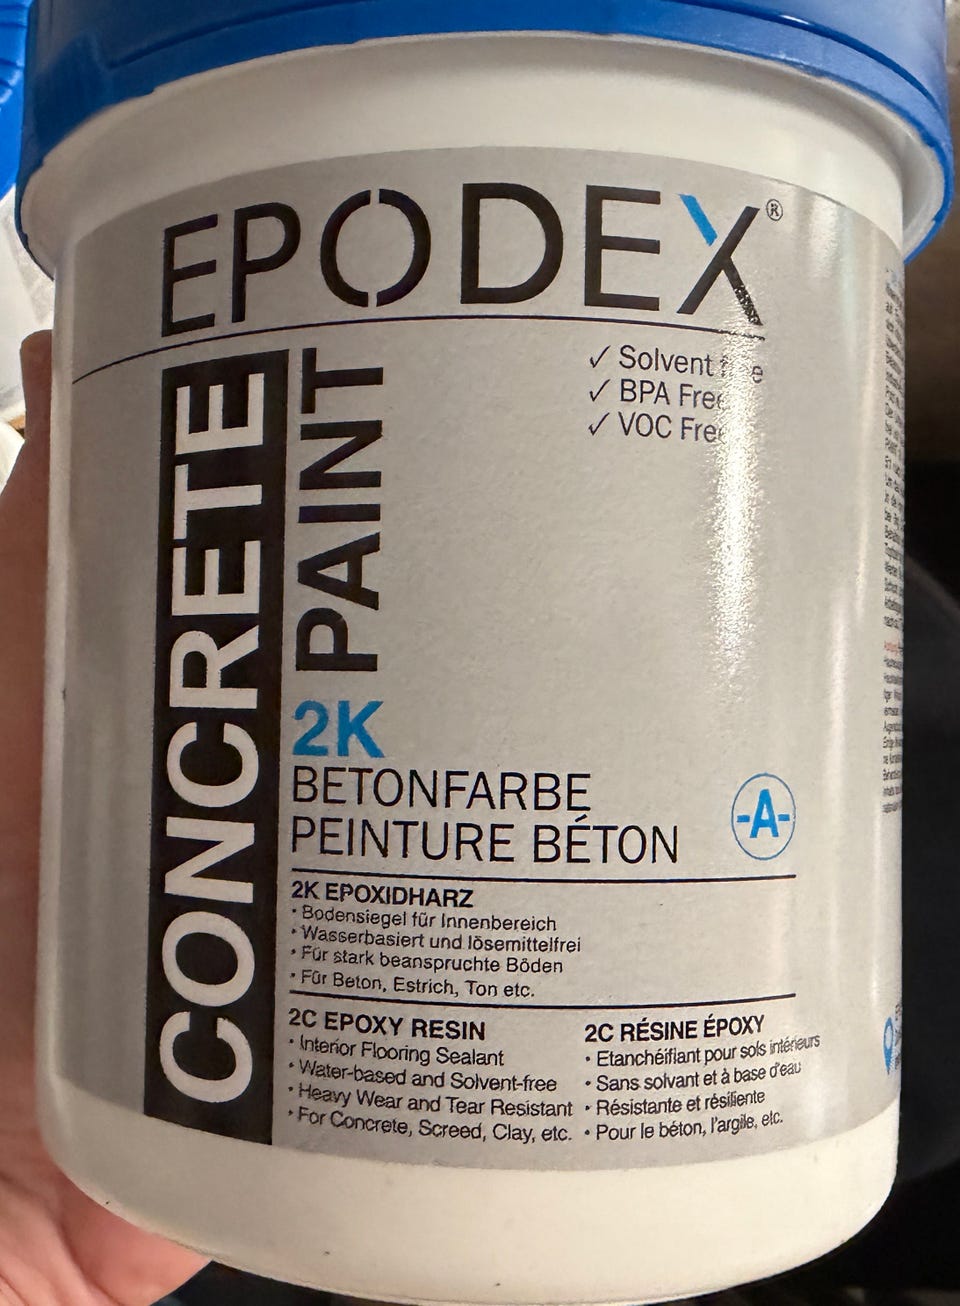 EPODEX®
CONCRETE
PAINT
✓ Solvent
✓ BPA Free
✓ VOC Free
2K
BETONFARBE
PEINTURE BÉTON
-A-
2K EPOXIDHARZ
• Bodensiegel für Innenbereich
• Wasserbasiert und lösemittelfrei
• Für stark beanspruchte Böden
• Für Beton, Estrich, Ton etc.
2C EPOXY RESIN
• Interior Flooring Sealant
• Water-based and Solvent-free
• Heavy Wear and Tear Resistant
• For Concrete, Screed, Clay, etc.
2C RÉSINE ÉPOXY
• Etanchéifiant pour sols intérieurs
• Sans solvant et à base d'eau
• Résistante et résiliente
• Pour le béton, l'argile, etc.